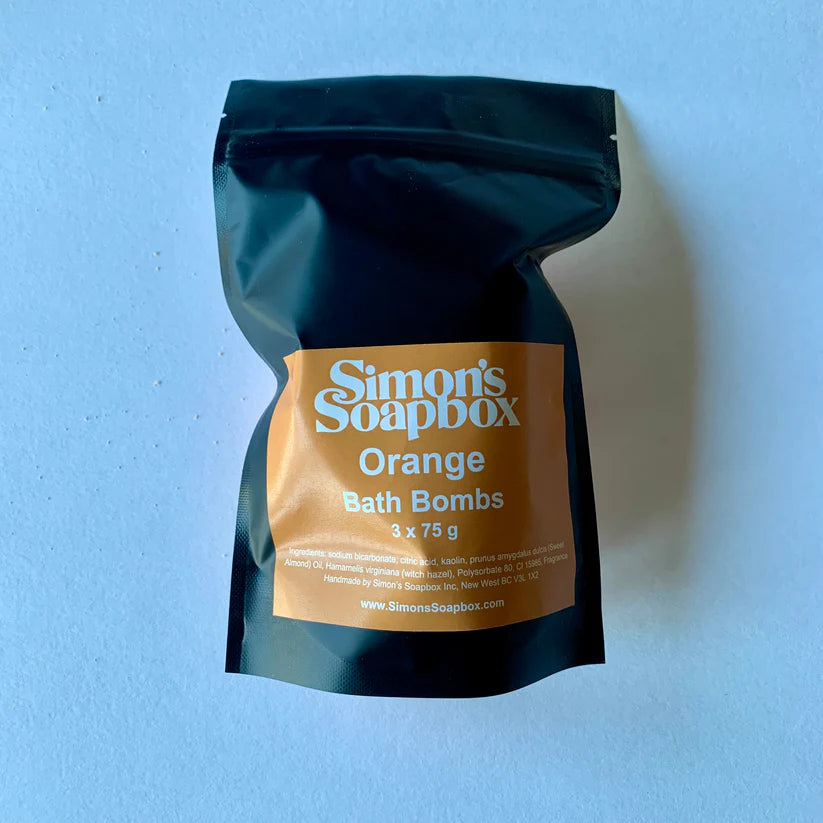 Simon's
Soapbox
Orange
Bath Bombs
3 x 75 g
Ingredients: sodium bicarbonate, citric acid, kaolin, prunus amygdalus dulcis (Sweet
Almond) Oil, Hamamelis virginiana (witch hazel), Polysorbate 80, CI 15985, Fragrance
Handmade by Simon's Soapbox Inc, New West BC V3L 1X2
www.SimonsSoapbox.com